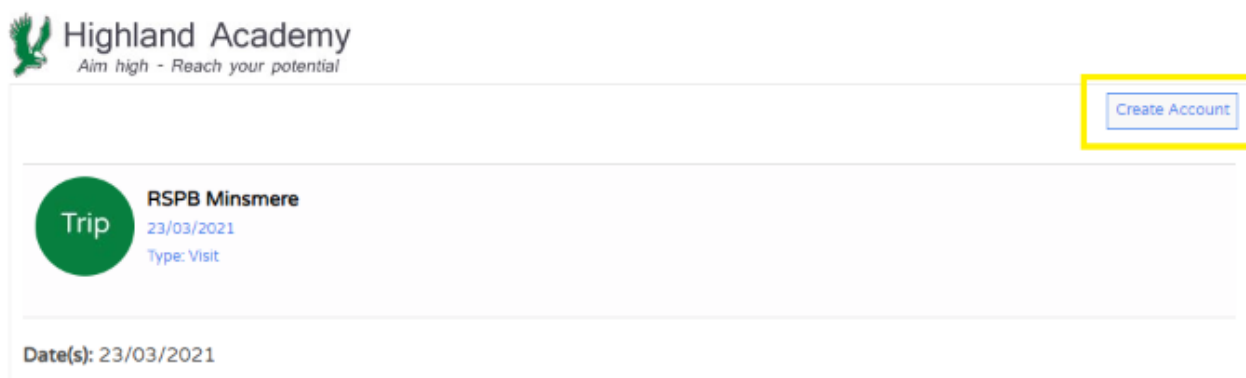 Highland Academy
Aim high - Reach your potential
Create Account
Trip
RSPB Minsmere
23/03/2021
Type: Visit
Date(s): 23/03/2021